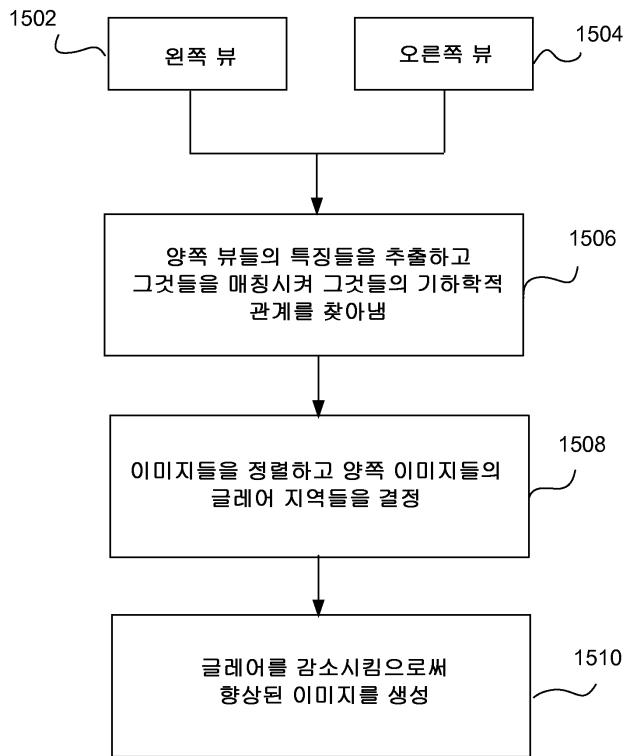 1502
왼쪽 뷰
오른쪽 뷰
1504
양쪽 뷰들의 특징들을 추출하고
그것들을 매칭시켜 그것들의 기하학적
관계를 찾아냄
1506
이미지들을 정렬하고 양쪽 이미지들의
글레어 지역들을 결정
1508
글레어를 감소시킴으로써
향상된 이미지를 생성
1510